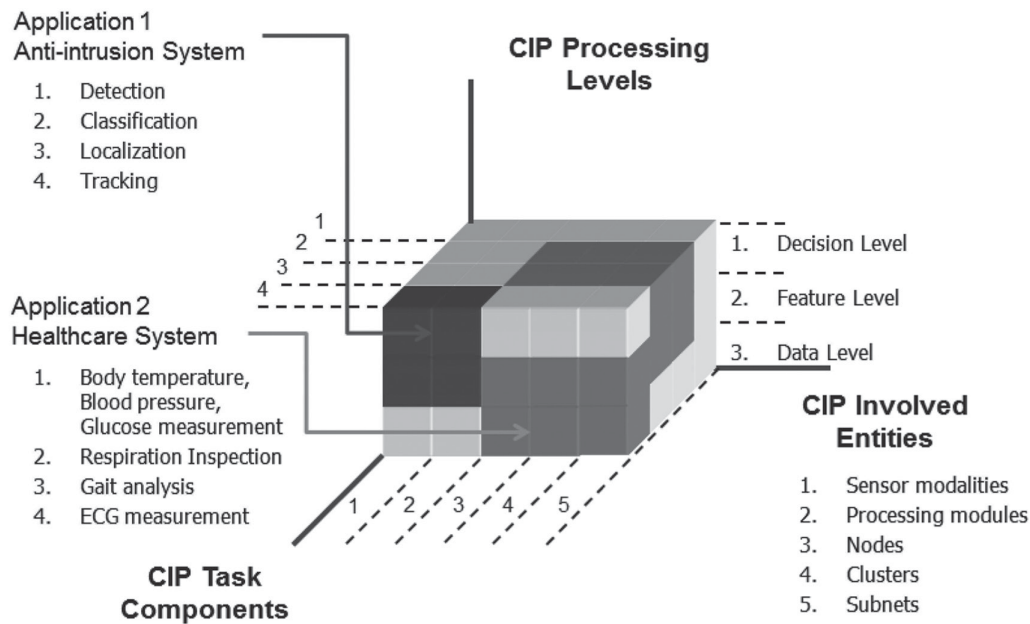 Application 1
Anti-intrusion System
1. Detection
2. Classification
3. Localization
4. Tracking
CIP Processing
Levels
1
2
3
4
1. Decision Level
2. Feature Level
3. Data Level
Application 2
Healthcare System
1. Body temperature,
Blood pressure,
Glucose measurement
2. Respiration Inspection
3. Gait analysis
4. ECG measurement
1 2 3 4 5
CIP Involved
Entities
1. Sensor modalities
2. Processing modules
3. Nodes
4. Clusters
5. Subnets
CIP Task
Components